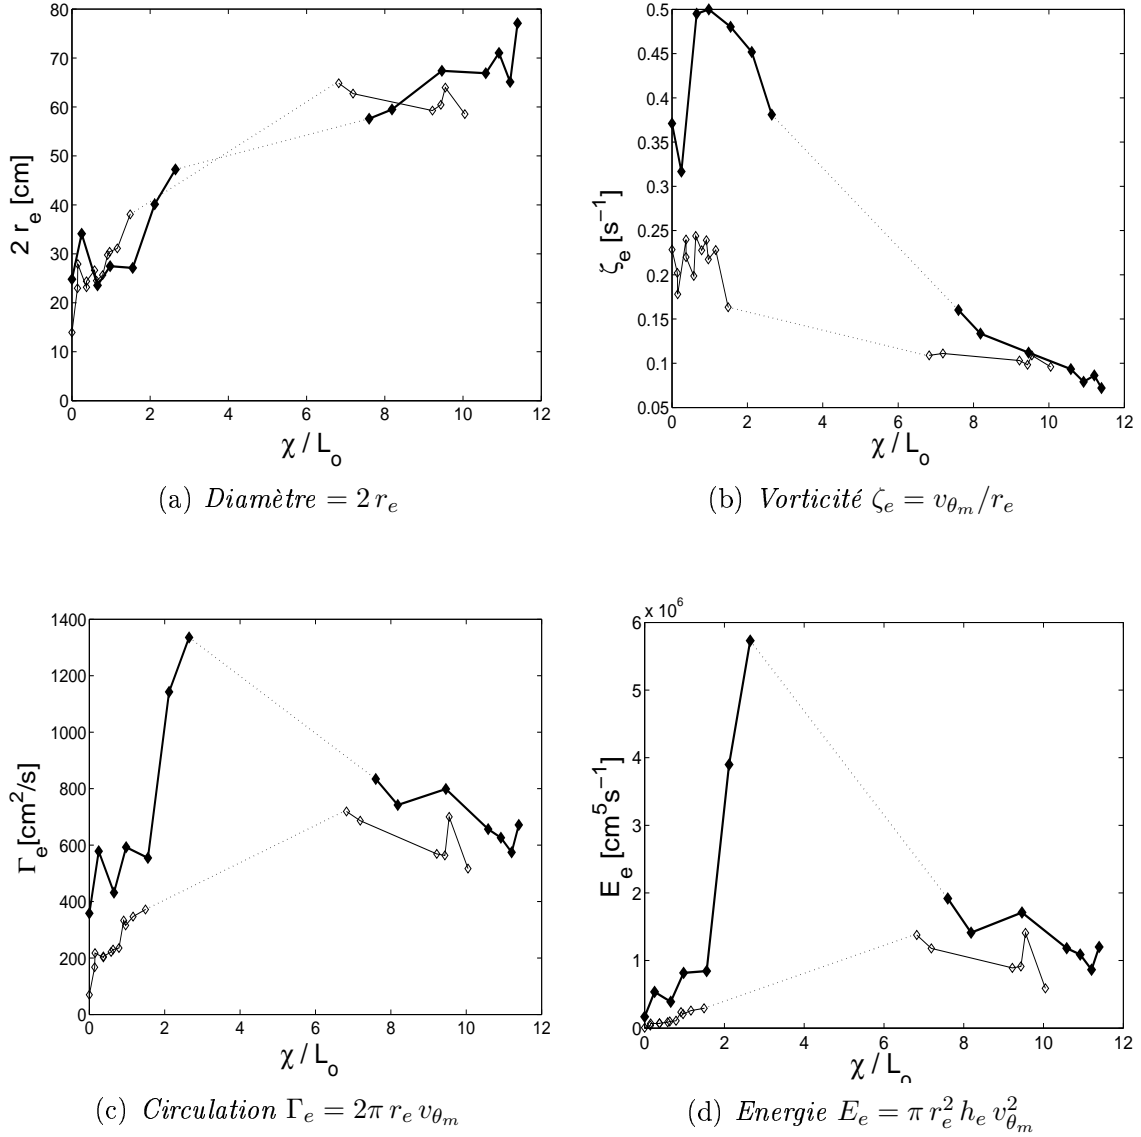 80
70
60
50
40
30
20
10
0
2 r_e [cm]
0 2 4 6 8 10 12
χ / L_o
(a) Diamètre = 2 r_e
0.5
0.45
0.4
0.35
0.3
0.25
0.2
0.15
0.1
0.05
ζ_e [s^−1]
0 2 4 6 8 10 12
χ / L_o
(b) Vorticité ζ_e = v_θm/r_e
1400
1200
1000
800
600
400
200
0
Γ_e[cm^2/s]
0 2 4 6 8 10 12
χ / L_o
(c) Circulation Γ_e = 2π r_e v_θm
x 10^6
6
5
4
3
2
1
0
E_e [cm^5s^−1]
0 2 4 6 8 10 12
χ / L_o
(d) Energie E_e = π r_e^2 h_e v_θm^2